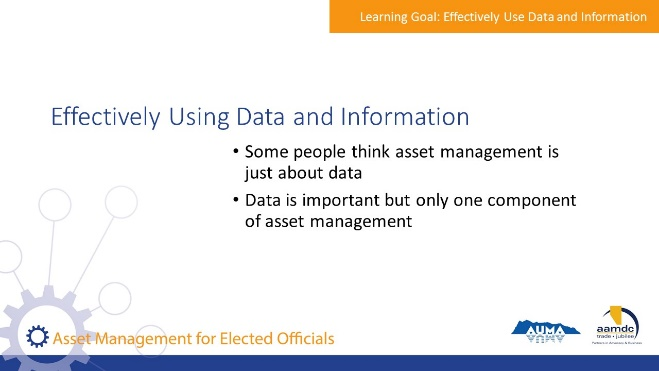 Learning Goal: Effectively Use Data and Information
Effectively Using Data and Information
• Some people think asset management is
just about data
• Data is important but only one component
of asset management
Asset Management for Elected Officials
AUMA
aamdc
trade • jubilee